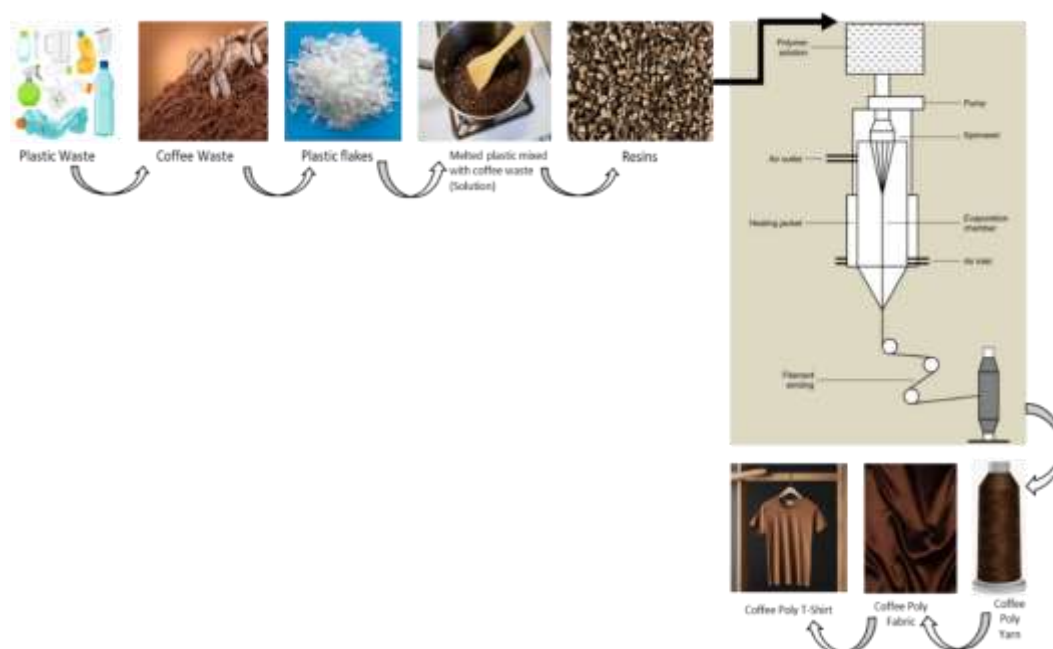 Plastic Waste
Coffee Waste
Plastic flakes
Melted plastic mixed
with coffee waste
(Solution)
Resins
Polymer
solution
Pump
Spinneret
Air outlet
Heating jacket
Evaporation
chamber
Air inlet
Filament
winding
Coffee Poly T-Shirt
Coffee Poly
Fabric
Coffee
Poly
Yarn